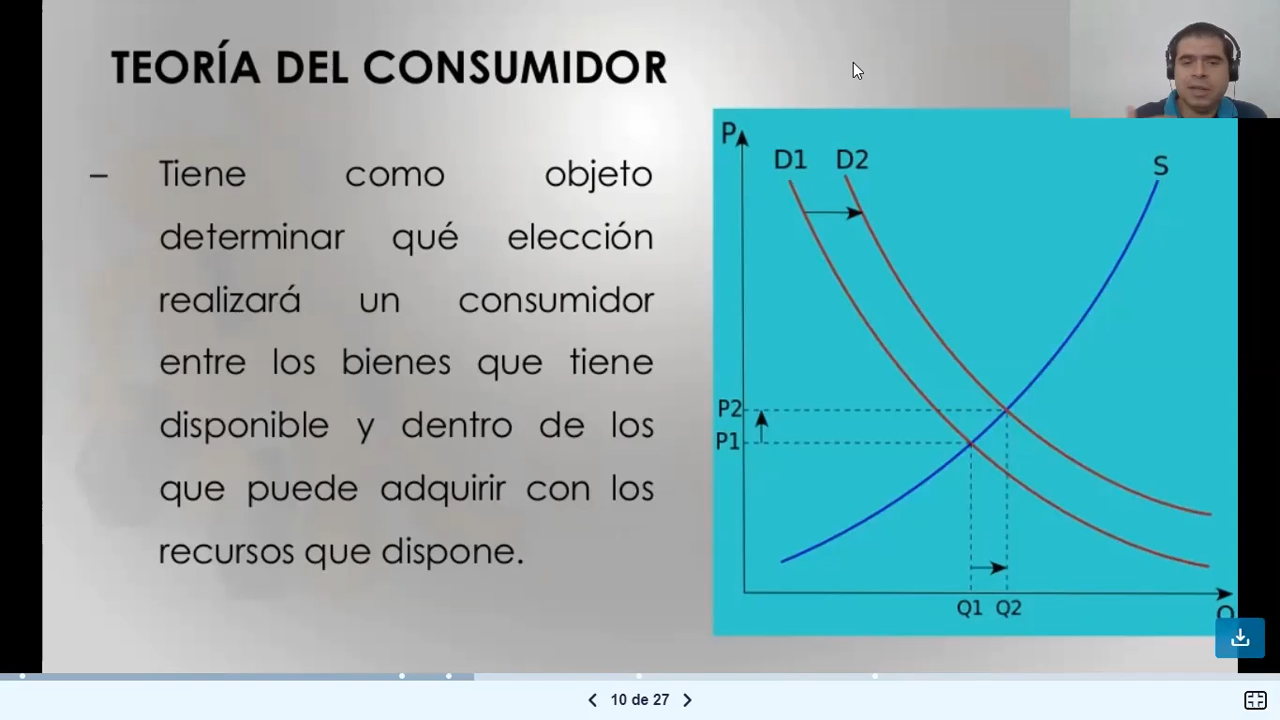 TEORÍA DEL CONSUMIDOR
– Tiene como objeto
determinar qué elección
realizará un consumidor
entre los bienes que tiene
disponible y dentro de los
que puede adquirir con los
recursos que dispone.
P
D1 D2
S
P2
P1
Q1 Q2
Q
10 de 27